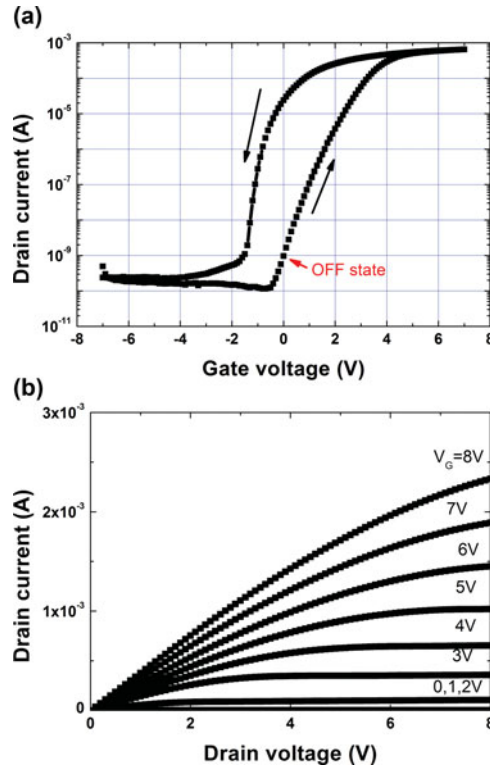 (a)
Drain current (A)
10⁻³
10⁻⁵
10⁻⁷
10⁻⁹
10⁻¹¹
OFF state
-8 -6 -4 -2 0 2 4 6 8
Gate voltage (V)
(b)
Drain current (A)
3x10⁻³
2x10⁻³
1x10⁻³
0
V_G=8V
7V
6V
5V
4V
3V
0,1,2V
0 2 4 6 8
Drain voltage (V)